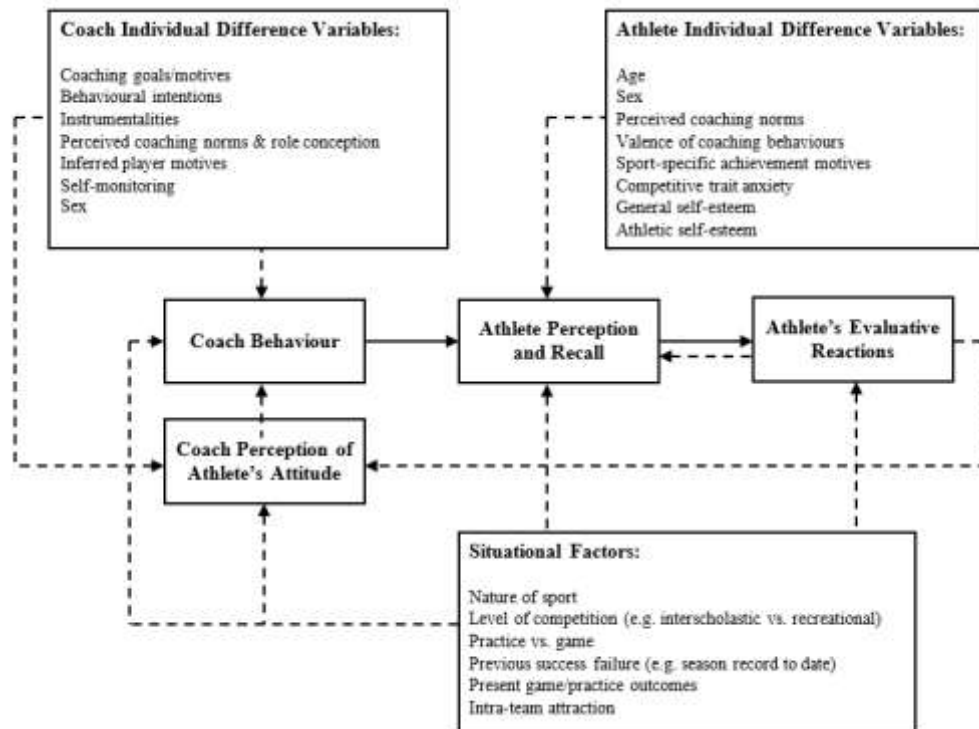 Coach Individual Difference Variables:
Coaching goals/motives
Behavioural intentions
Instrumentalities
Perceived coaching norms & role conception
Inferred player motives
Self-monitoring
Sex
Athlete Individual Difference Variables:
Age
Sex
Perceived coaching norms
Valence of coaching behaviours
Sport-specific achievement motives
Competitive trait anxiety
General self-esteem
Athletic self-esteem
Coach Behaviour
Athlete Perception
and Recall
Athlete's Evaluative
Reactions
Coach Perception of
Athlete's Attitude
Situational Factors:
Nature of sport
Level of competition (e.g. interscholastic vs. recreational)
Practice vs. game
Previous success failure (e.g. season record to date)
Present game/practice outcomes
Intra-team attraction